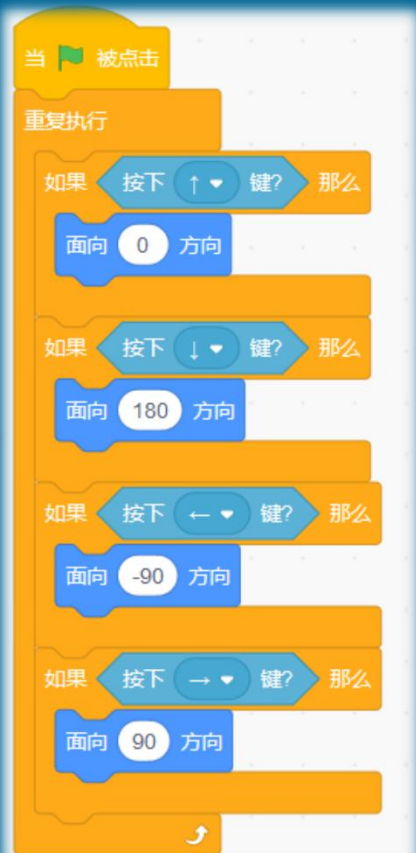 当 被点击
重复执行
如果 按下 ↑ 键? 那么
面向 0 方向
如果 按下 ↓ 键? 那么
面向 180 方向
如果 按下 ← 键? 那么
面向 -90 方向
如果 按下 → 键? 那么
面向 90 方向